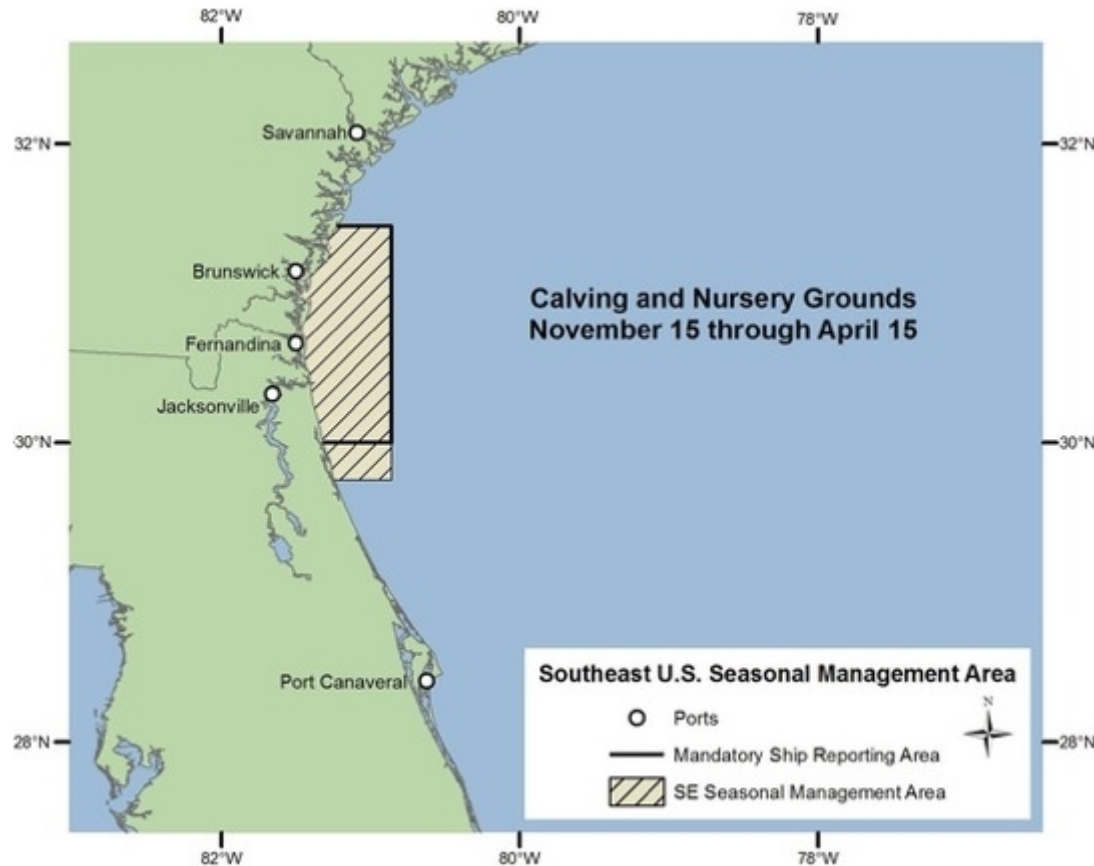 82°W
80°W
78°W
32°N
32°N
Savannah
Brunswick
Calving and Nursery Grounds
November 15 through April 15
Fernandina
Jacksonville
30°N
30°N
Port Canaveral
Southeast U.S. Seasonal Management Area
N
Ports
Mandatory Ship Reporting Area
SE Seasonal Management Area
28°N
28°N
82°W
80°W
78°W